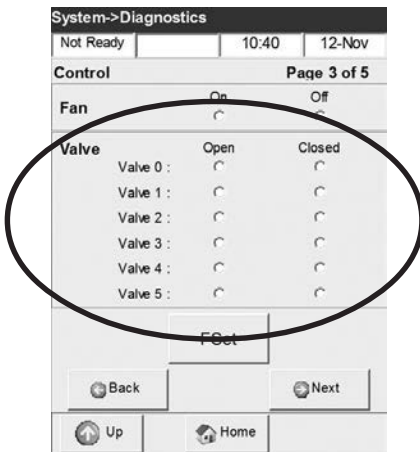 System->Diagnostics
Not Ready 10:40 12-Nov
Control Page 3 of 5
On Off
Fan
Valve Open Closed
Valve 0 :
Valve 1 :
Valve 2 :
Valve 3 :
Valve 4 :
Valve 5 :
FSet
Back Next
Up Home